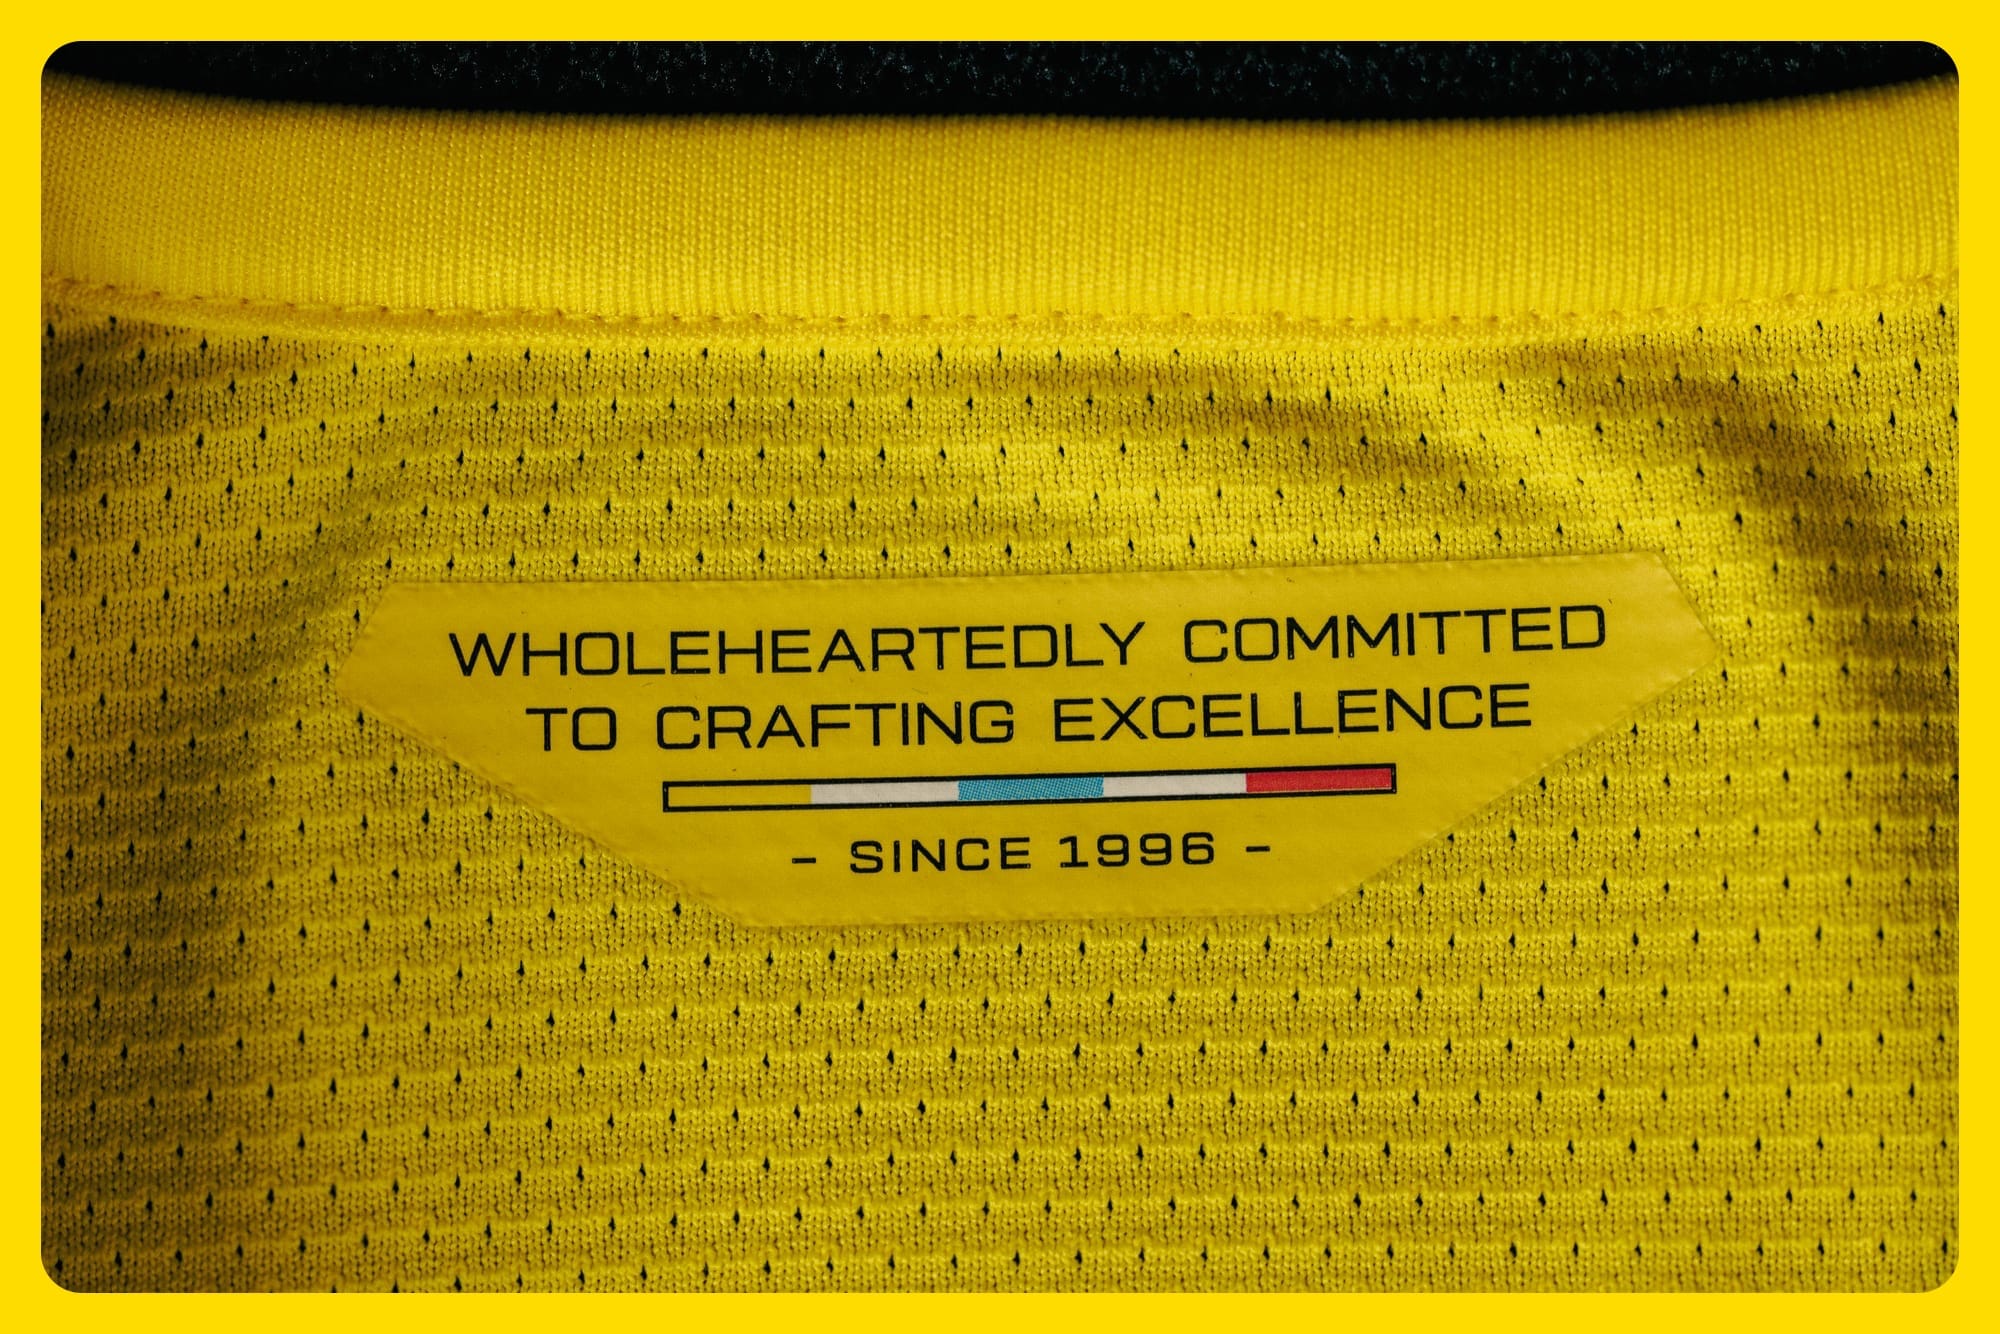 WHOLEHEARTEDLY COMMITTED
TO CRAFTING EXCELLENCE
- SINCE 1996 -